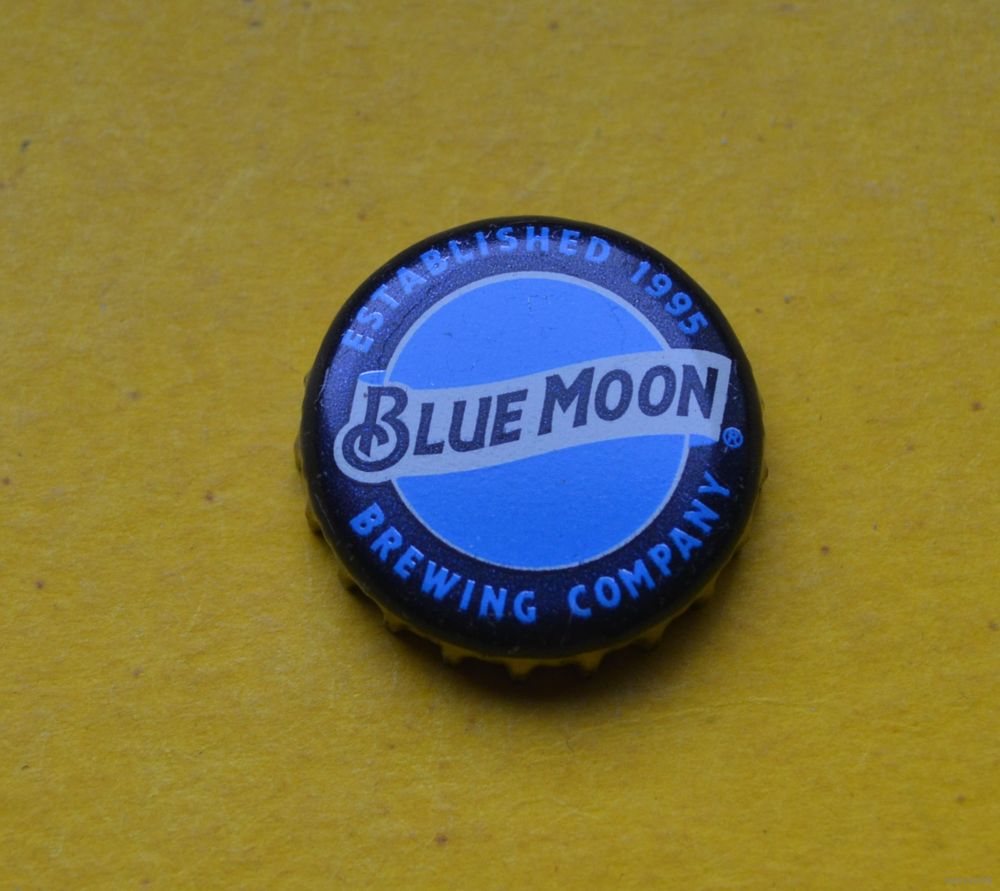 ESTABLISHED 1995
BLUE MOON
®
BREWING COMPANY